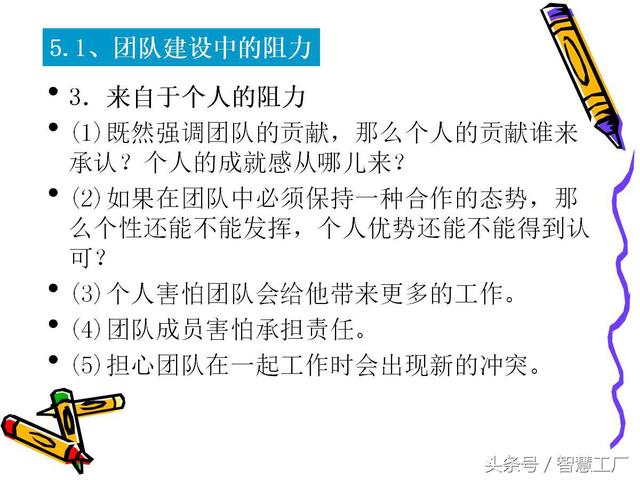 5.1、团队建设中的阻力
• 3．来自于个人的阻力
• (1)既然强调团队的贡献，那么个人的贡献谁来
承认？个人的成就感从哪儿来？
• (2)如果在团队中必须保持一种合作的态势，那
么个性还能不能发挥，个人优势还能不能得到认
可？
• (3)个人害怕团队会给他带来更多的工作。
• (4)团队成员害怕承担责任。
• (5)担心团队在一起工作时会出现新的冲突。
头条号 / 智慧工厂